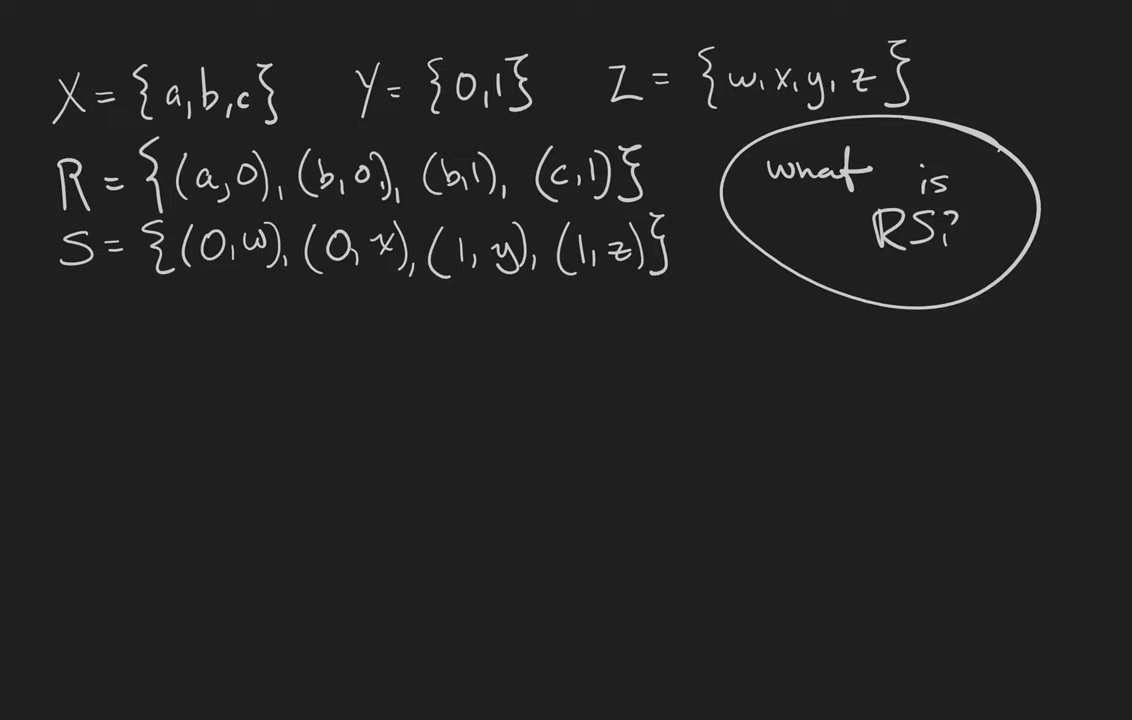 X = {a,b,c} Y = {0,1} Z = {w,x,y,z}
R = {(a,0), (b,0), (b,1), (c,1)}
S = {(0,w), (0,x), (1,y), (1,z)}
what is
RS?